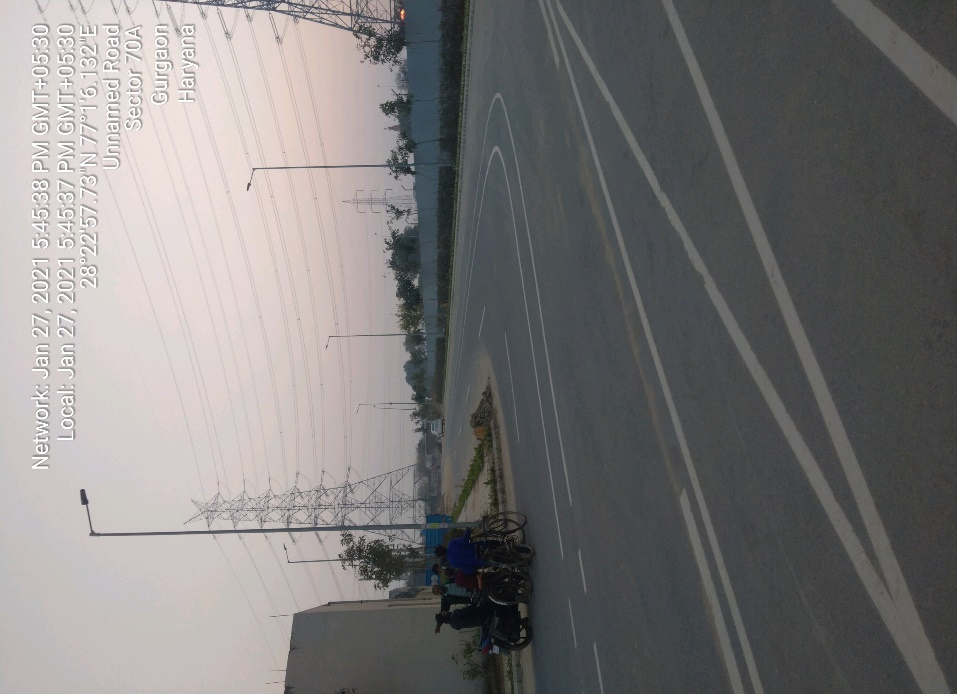 Network: Jan 27, 2021 5:45:38 PM GMT+05:30
Local: Jan 27, 2021 5:45:37 PM GMT+05:30
28°22'57.73"N 77°1'6.132"E
Unnamed Road
Sector 70A
Gurgaon
Haryana